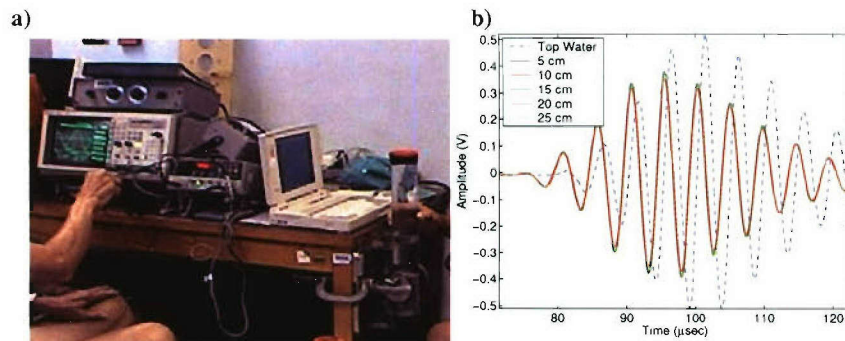 a)
b)
Top Water
5 cm
10 cm
15 cm
20 cm
25 cm
0.5
0.4
0.3
0.2
0.1
0
−0.1
−0.2
−0.3
−0.4
−0.5
Amplitude (V)
80
90
100
110
120
Time (μsec)